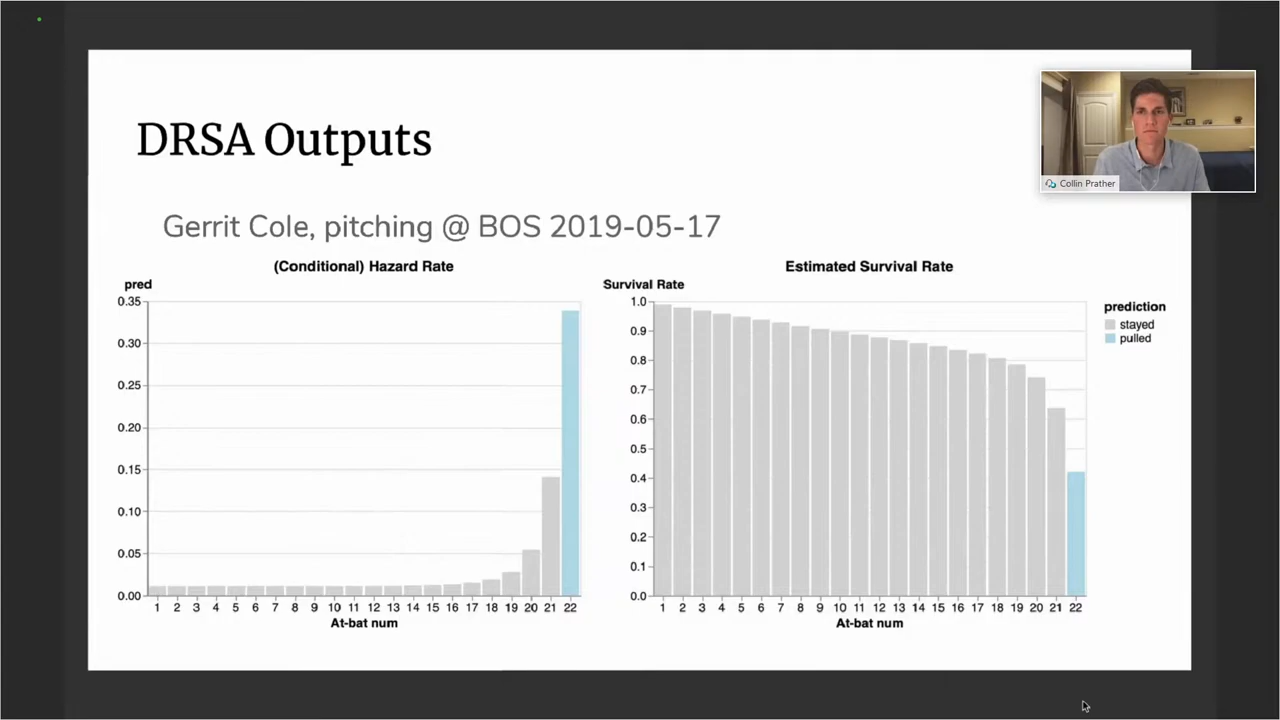 DRSA Outputs
Collin Prather
Gerrit Cole, pitching @ BOS 2019-05-17
(Conditional) Hazard Rate
pred
0.35
0.30
0.25
0.20
0.15
0.10
0.05
0.00
1 2 3 4 5 6 7 8 9 10 11 12 13 14 15 16 17 18 19 20 21 22
At-bat num
Estimated Survival Rate
Survival Rate
1.0
0.9
0.8
0.7
0.6
0.5
0.4
0.3
0.2
0.1
0.0
1 2 3 4 5 6 7 8 9 10 11 12 13 14 15 16 17 18 19 20 21 22
At-bat num
prediction
stayed
pulled